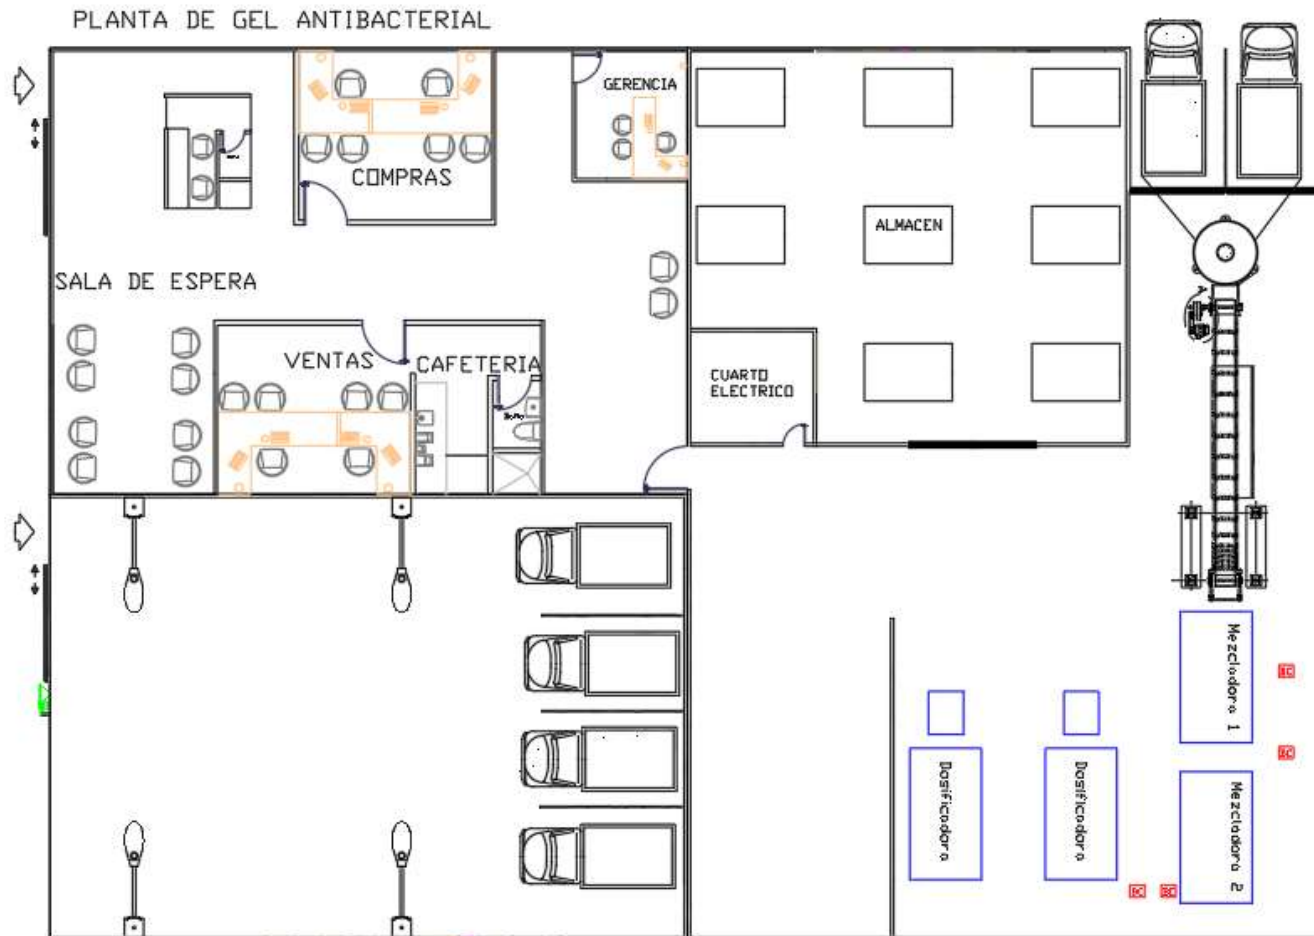 PLANTA DE GEL ANTIBACTERIAL
GERENCIA
COMPRAS
ALMACEN
SALA DE ESPERA
VENTAS
CAFETERIA
CUARTO
ELECTRICO
Mezcladora 1
Mezcladora 2
Dosificadora
Dosificadora